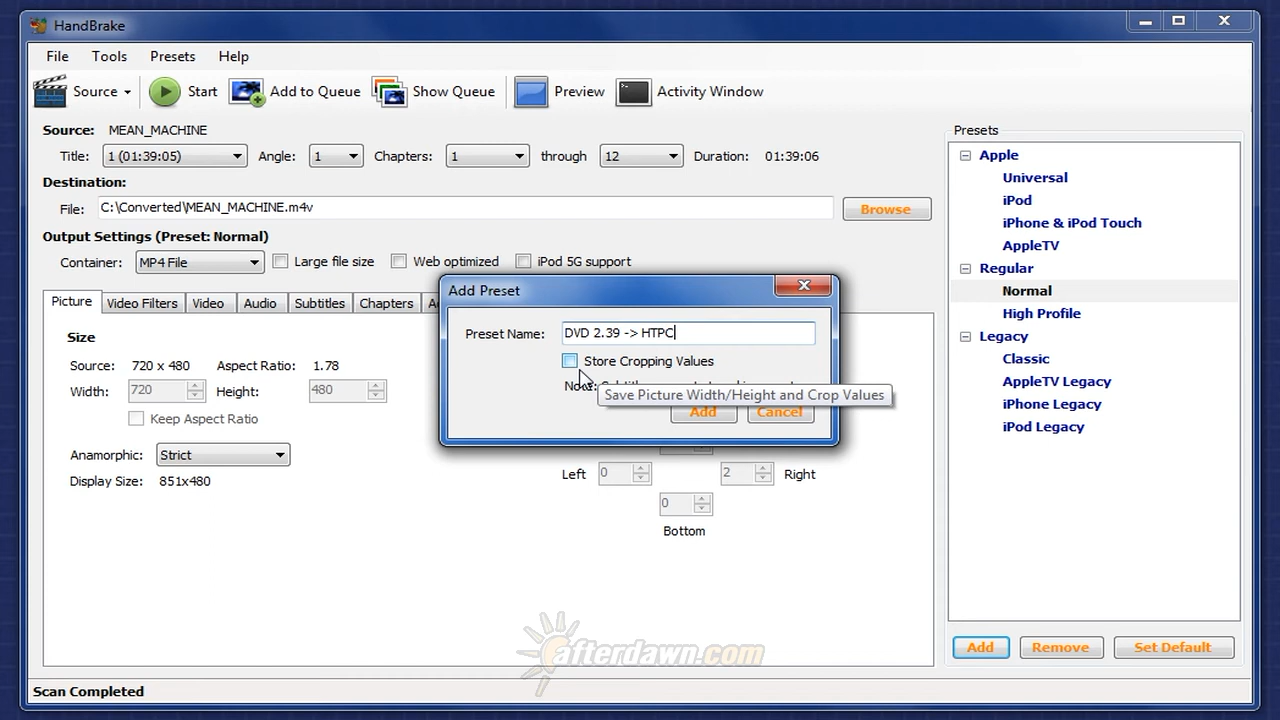 HandBrake
File Tools Presets Help
Source Start Add to Queue Show Queue Preview Activity Window
Source: MEAN_MACHINE
Title: 1 (01:39:05) Angle: 1 Chapters: 1 through 12 Duration: 01:39:06
Destination:
File: C:\Converted\MEAN_MACHINE.m4v Browse
Output Settings (Preset: Normal)
Container: MP4 File Large file size Web optimized iPod 5G support
Picture Video Filters Video Audio Subtitles Chapters
Size
Source: 720 x 480 Aspect Ratio: 1.78
Width: 720 Height: 480
Keep Aspect Ratio
Anamorphic: Strict
Display Size: 851x480
Left 0 2 Right
0
Bottom
Add Preset
Preset Name: DVD 2.39 -> HTPC
Store Cropping Values
Save Picture Width/Height and Crop Values
Add Cancel
Presets
Apple
Universal
iPod
iPhone & iPod Touch
AppleTV
Regular
Normal
High Profile
Legacy
Classic
AppleTV Legacy
iPhone Legacy
iPod Legacy
Add Remove Set Default
afterdawn.com
Scan Completed